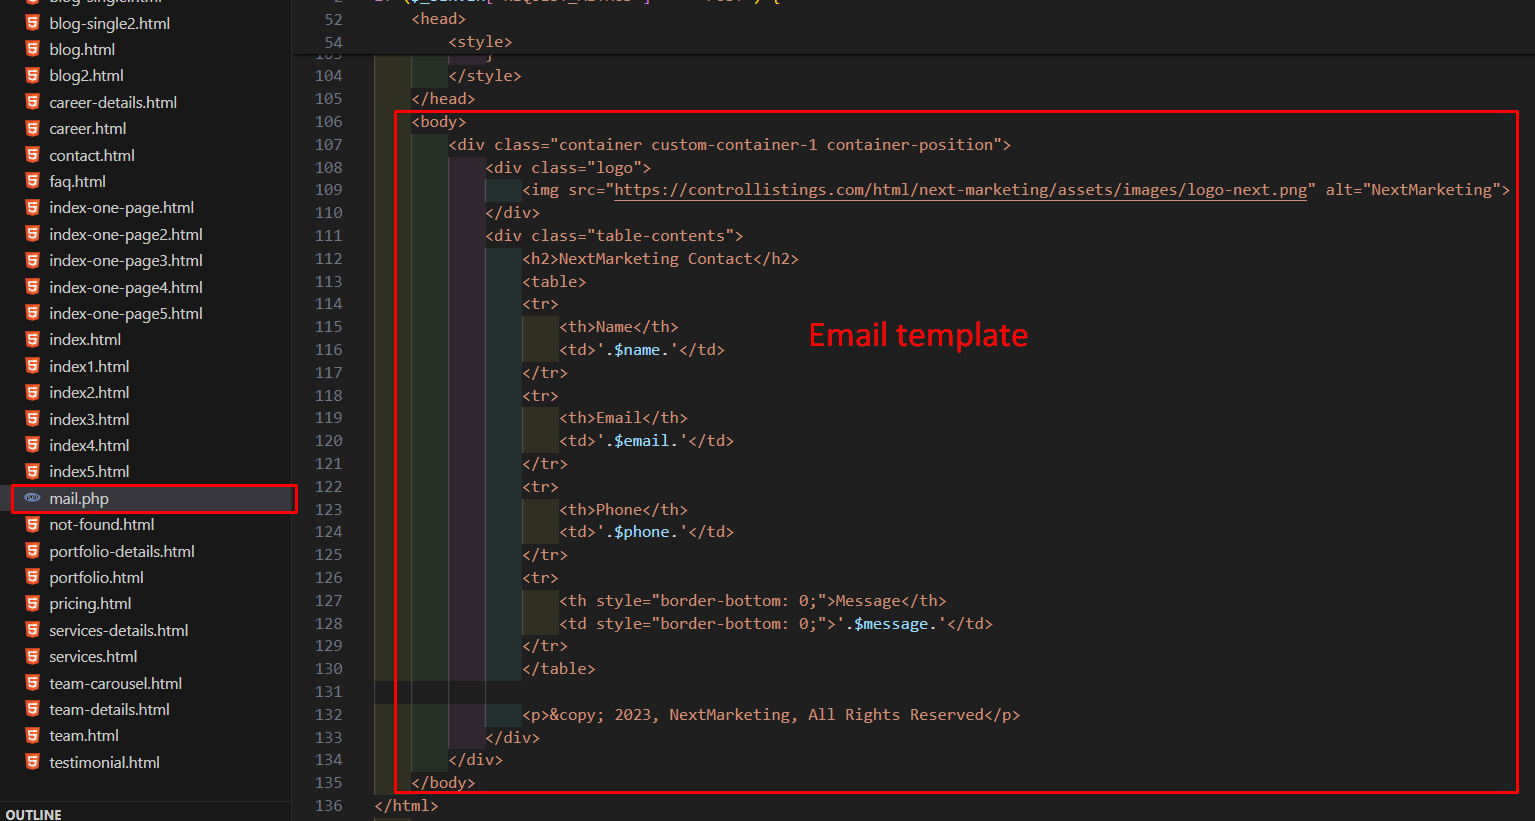 blog-single2.html
blog.html
blog2.html
career-details.html
career.html
contact.html
faq.html
index-one-page.html
index-one-page2.html
index-one-page3.html
index-one-page4.html
index-one-page5.html
index.html
index1.html
index2.html
index3.html
index4.html
index5.html
mail.php
not-found.html
portfolio-details.html
portfolio.html
pricing.html
services-details.html
services.html
team-carousel.html
team-details.html
team.html
testimonial.html
OUTLINE
52 <head>
54 <style>
104 </style>
105 </head>
106 <body>
107 <div class="container custom-container-1 container-position">
108 <div class="logo">
109 <img src="https://controllistings.com/html/next-marketing/assets/images/logo-next.png" alt="NextMarketing">
110 </div>
111 <div class="table-contents">
112 <h2>NextMarketing Contact</h2>
113 <table>
114 <tr>
115 <th>Name</th>
116 <td>'.$name.'</td>
117 </tr>
118 <tr>
119 <th>Email</th>
120 <td>'.$email.'</td>
121 </tr>
122 <tr>
123 <th>Phone</th>
124 <td>'.$phone.'</td>
125 </tr>
126 <tr>
127 <th style="border-bottom: 0;">Message</th>
128 <td style="border-bottom: 0;">'.$message.'</td>
129 </tr>
130 </table>
131
132 <p>&copy; 2023, NextMarketing, All Rights Reserved</p>
133 </div>
134 </div>
135 </body>
136 </html>
Email template